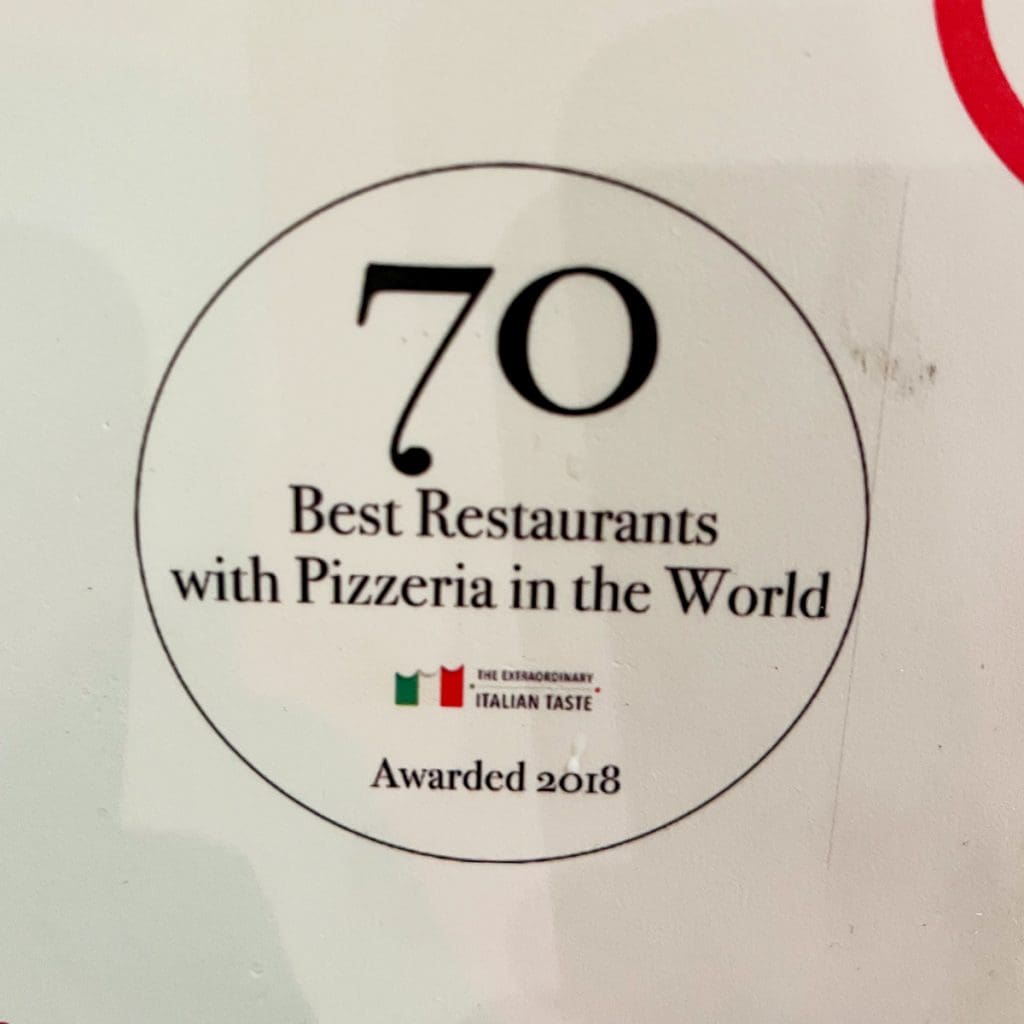 70
Best Restaurants
with Pizzeria in the World
THE EXTRAORDINARY
ITALIAN TASTE
Awarded 2018